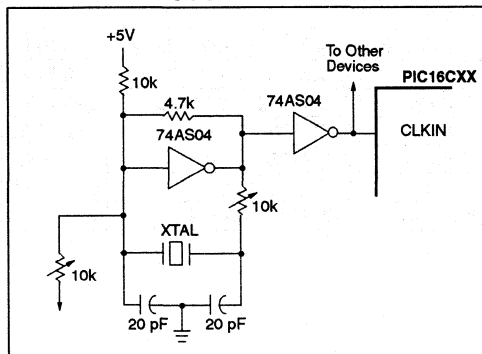 +5V
To Other
Devices
PIC16CXX
10k
4.7k
74AS04
74AS04
CLKIN
10k
XTAL
10k
20 pF
20 pF